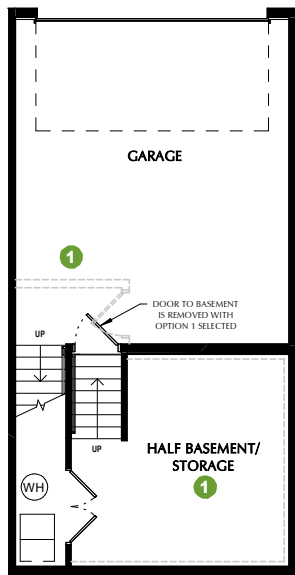 GARAGE
1
DOOR TO BASEMENT
IS REMOVED WITH
OPTION 1 SELECTED
UP
UP
HALF BASEMENT/
STORAGE
1
WH